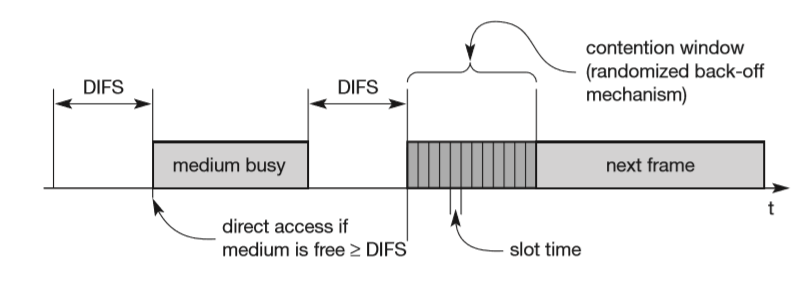 contention window
(randomized back-off
mechanism)
DIFS
DIFS
medium busy
next frame
t
direct access if
medium is free ≥ DIFS
slot time